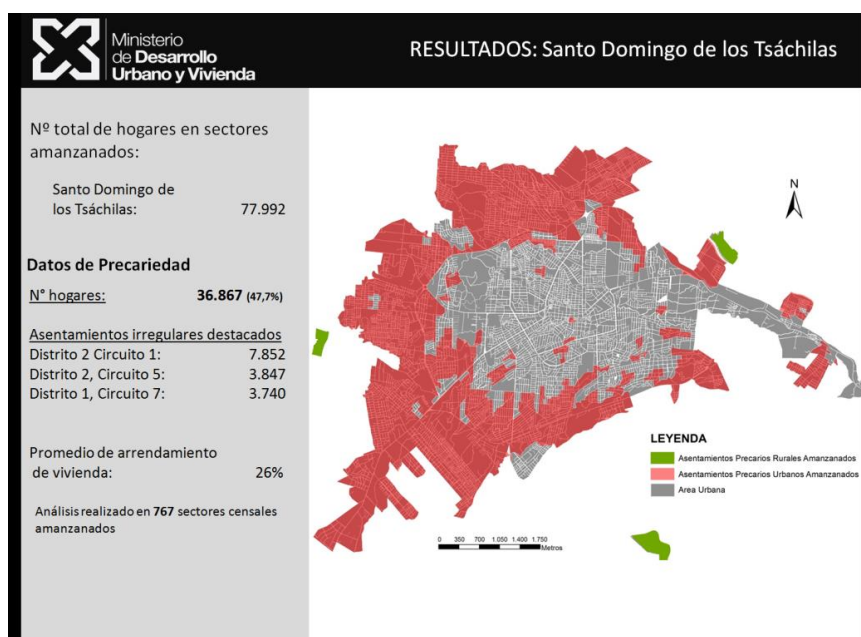 Ministerio
de Desarrollo
Urbano y Vivienda
RESULTADOS: Santo Domingo de los Tsáchilas
Nº total de hogares en sectores
amanzanados:
Santo Domingo de
los Tsáchilas: 77.992
Datos de Precariedad
N° hogares: 36.867 (47,7%)
Asentamientos irregulares destacados
Distrito 2 Circuito 1: 7.852
Distrito 2, Circuito 5: 3.847
Distrito 1, Circuito 7: 3.740
Promedio de arrendamiento
de vivienda: 26%
Análisis realizado en 767 sectores censales
amanzanados
N
LEYENDA
Asentamientos Precarios Rurales Amanzanados
Asentamientos Precarios Urbanos Amanzanados
Area Urbana
0 350 700 1.050 1.400 1.750
Metros